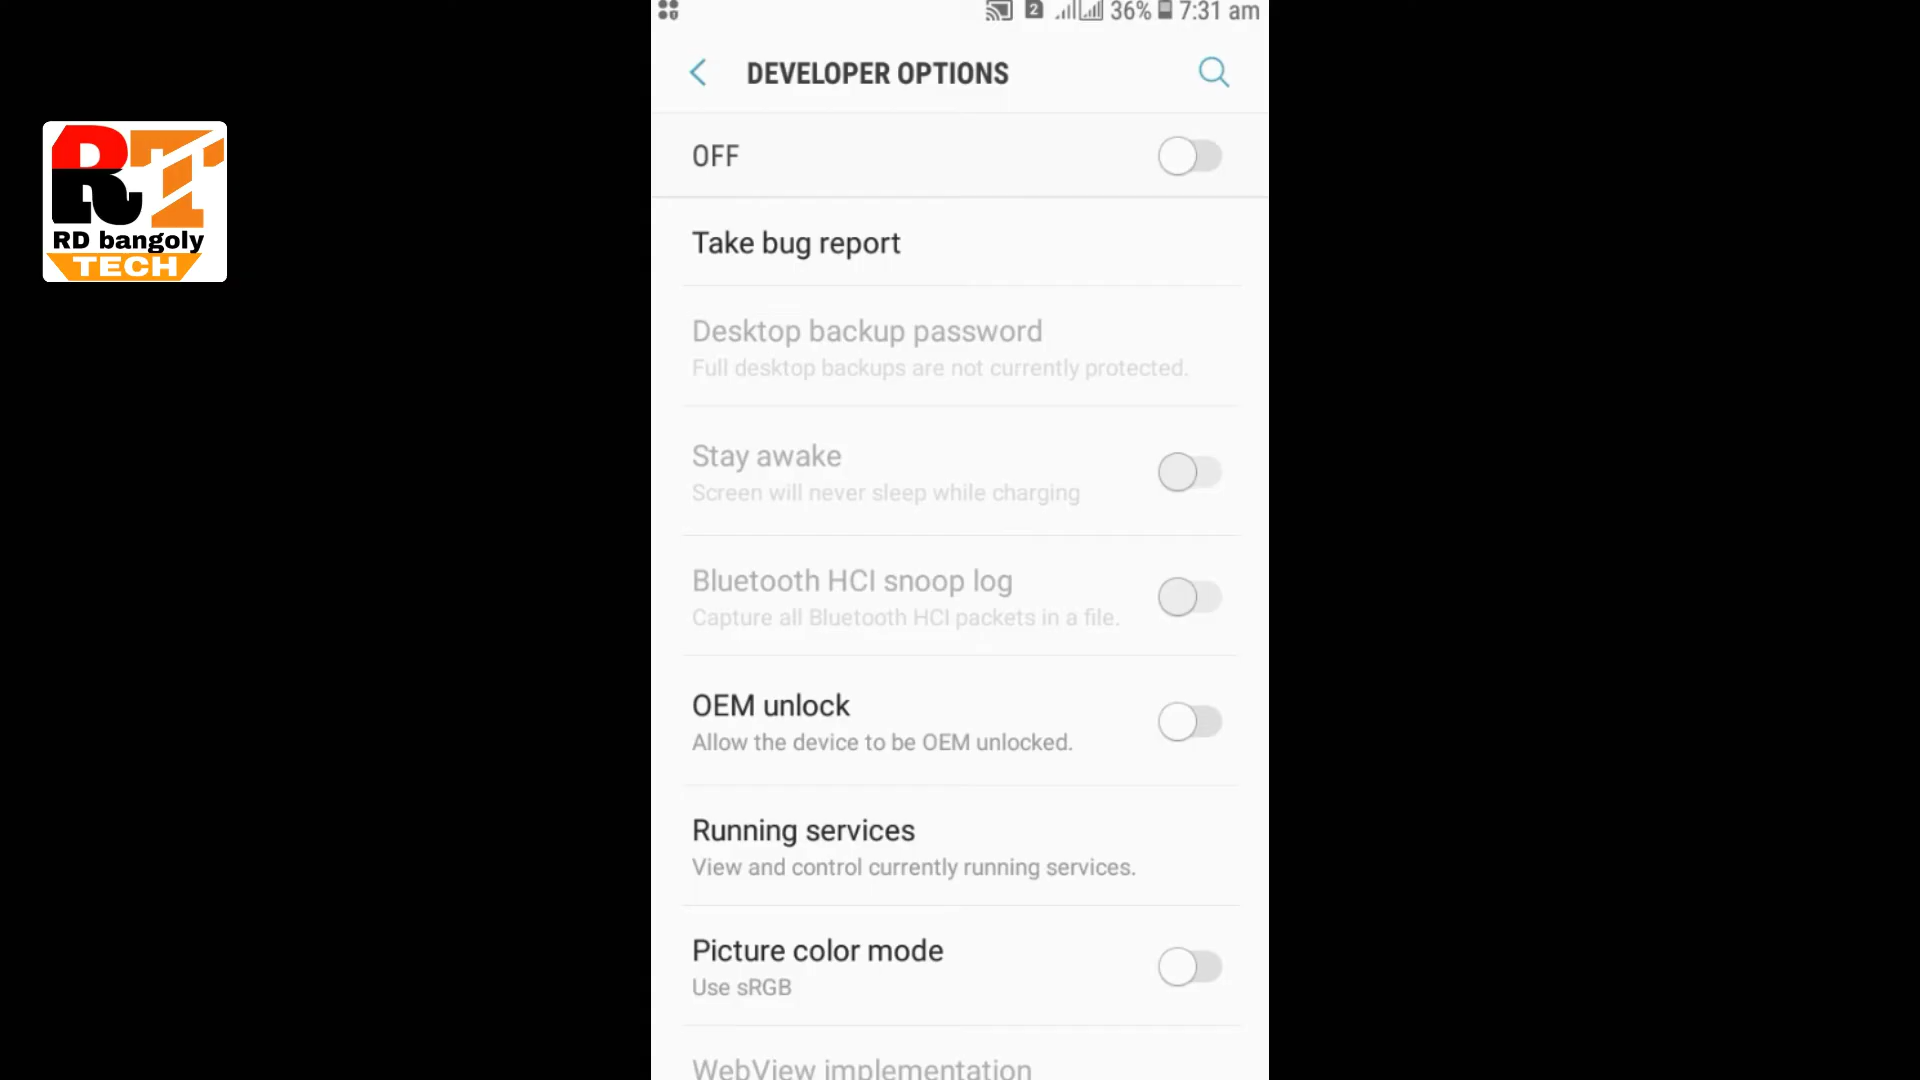 2 36% 7:31 am
DEVELOPER OPTIONS
OFF
RT
RD bangoly
TECH
Take bug report
Desktop backup password
Full desktop backups are not currently protected.
Stay awake
Screen will never sleep while charging
Bluetooth HCI snoop log
Capture all Bluetooth HCI packets in a file.
OEM unlock
Allow the device to be OEM unlocked.
Running services
View and control currently running services.
Picture color mode
Use sRGB
WebView implementation